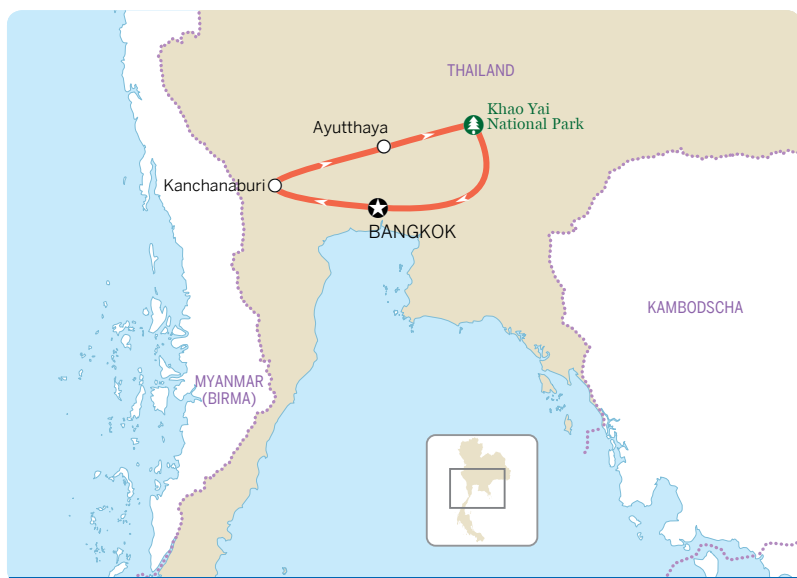 THAILAND
Khao Yai
National Park
Ayutthaya
Kanchanaburi
BANGKOK
KAMBODSCHA
MYANMAR
(BIRMA)